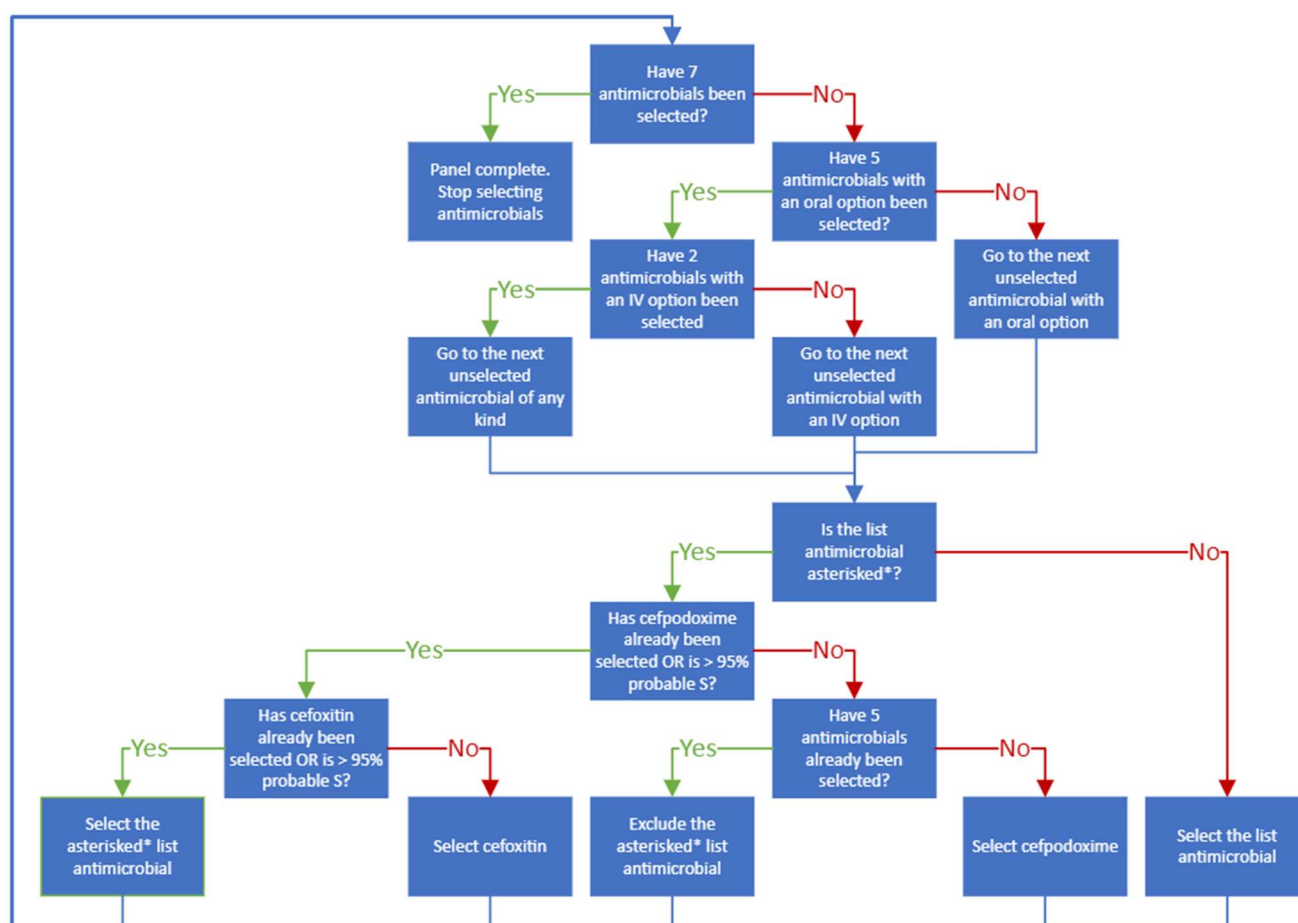 Have 7
antimicrobials been
selected?
Yes
No
Panel complete.
Stop selecting
antimicrobials
Have 5
antimicrobials with
an oral option been
selected?
Yes
No
Have 2
antimicrobials with
an IV option been
selected
Go to the next
unselected
antimicrobial with
an oral option
Yes
No
Go to the next
unselected
antimicrobial of any
kind
Go to the next
unselected
antimicrobial with
an IV option
Is the list
antimicrobial
asterisked*?
Yes
No
Has cefpodoxime
already been
selected OR is > 95%
probable S?
Yes
No
Has cefoxitin
already been
selected OR is > 95%
probable S?
Have 5
antimicrobials
already been
selected?
Yes
No
Yes
No
Select the
asterisked* list
antimicrobial
Select cefoxitin
Exclude the
asterisked* list
antimicrobial
Select cefpodoxime
Select the list
antimicrobial